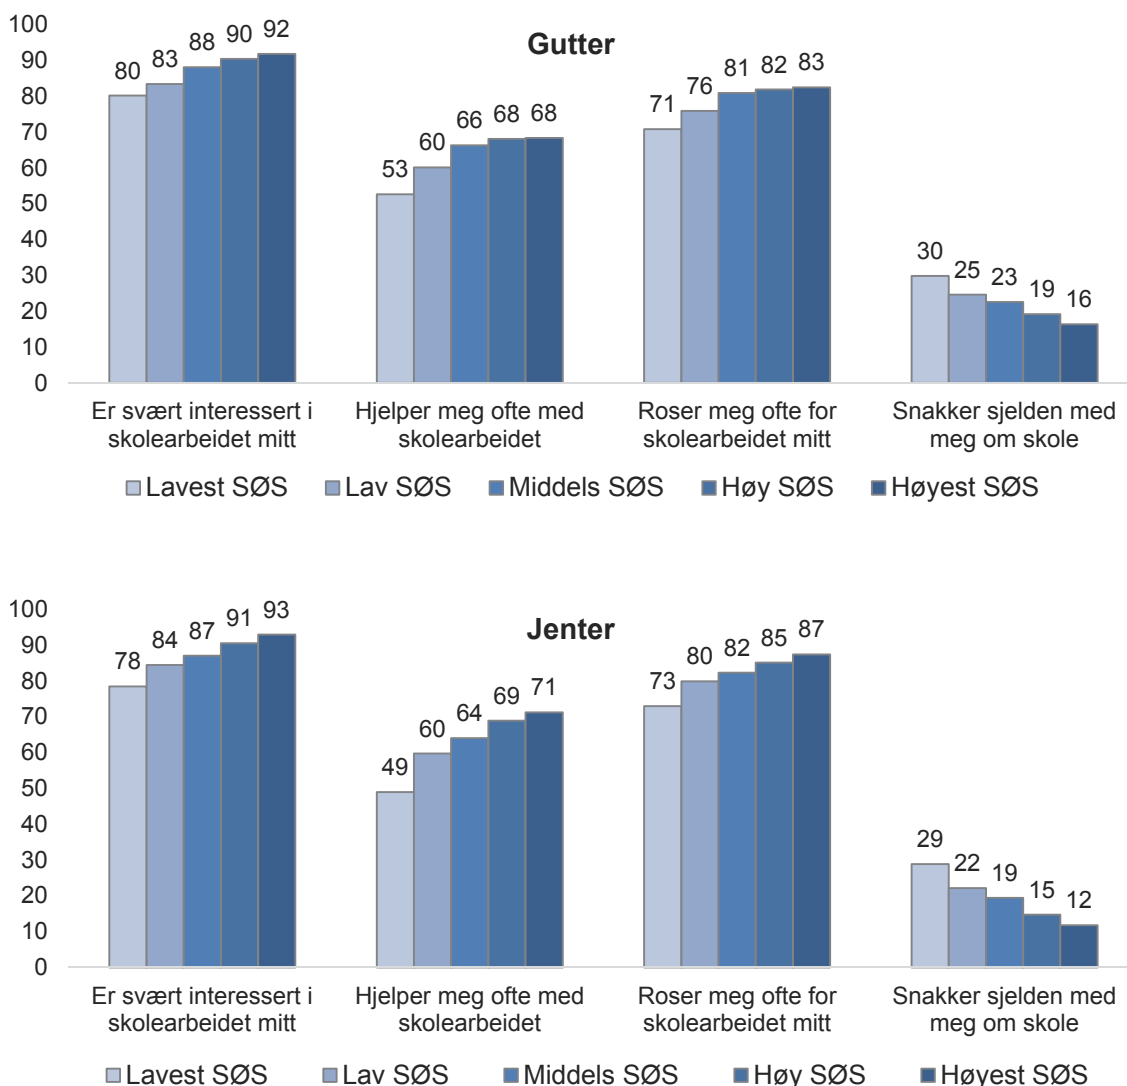 Gutter
100
90
80
70
60
50
40
30
20
10
0
80 83 88 90 92
53 60 66 68 68
71 76 81 82 83
30 25 23 19 16
Er svært interessert i
skolearbeidet mitt
Hjelper meg ofte med
skolearbeidet
Roser meg ofte for
skolearbeidet mitt
Snakker sjelden med
meg om skole
Lavest SØS Lav SØS Middels SØS Høy SØS Høyest SØS
Jenter
100
90
80
70
60
50
40
30
20
10
0
78 84 87 91 93
49 60 64 69 71
73 80 82 85 87
29 22 19 15 12
Er svært interessert i
skolearbeidet mitt
Hjelper meg ofte med
skolearbeidet
Roser meg ofte for
skolearbeidet mitt
Snakker sjelden med
meg om skole
Lavest SØS Lav SØS Middels SØS Høy SØS Høyest SØS